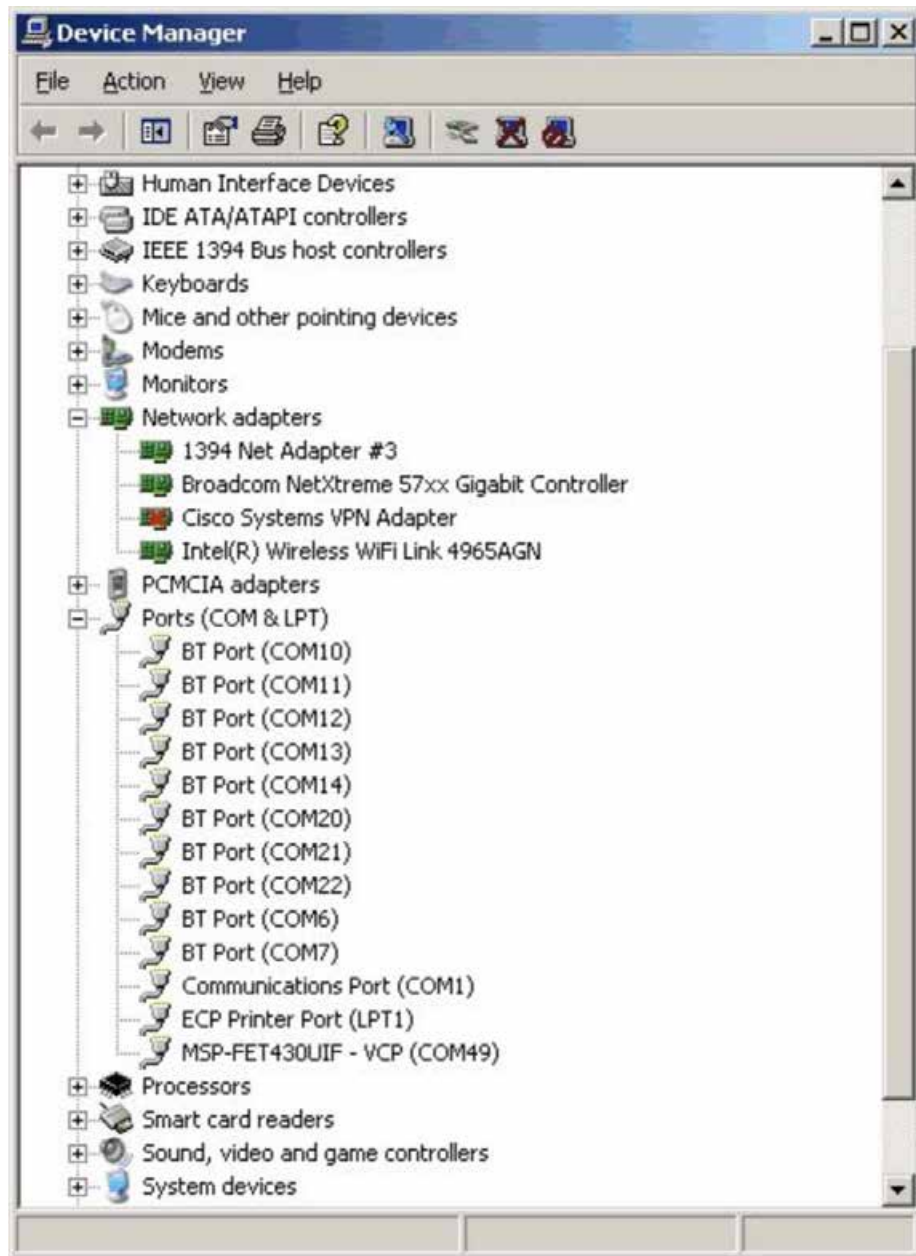 Device Manager
File Action View Help
Human Interface Devices
IDE ATA/ATAPI controllers
IEEE 1394 Bus host controllers
Keyboards
Mice and other pointing devices
Modems
Monitors
Network adapters
1394 Net Adapter #3
Broadcom NetXtreme 57xx Gigabit Controller
Cisco Systems VPN Adapter
Intel(R) Wireless WiFi Link 4965AGN
PCMCIA adapters
Ports (COM & LPT)
BT Port (COM10)
BT Port (COM11)
BT Port (COM12)
BT Port (COM13)
BT Port (COM14)
BT Port (COM20)
BT Port (COM21)
BT Port (COM22)
BT Port (COM6)
BT Port (COM7)
Communications Port (COM1)
ECP Printer Port (LPT1)
MSP-FET430UIF - VCP (COM49)
Processors
Smart card readers
Sound, video and game controllers
System devices